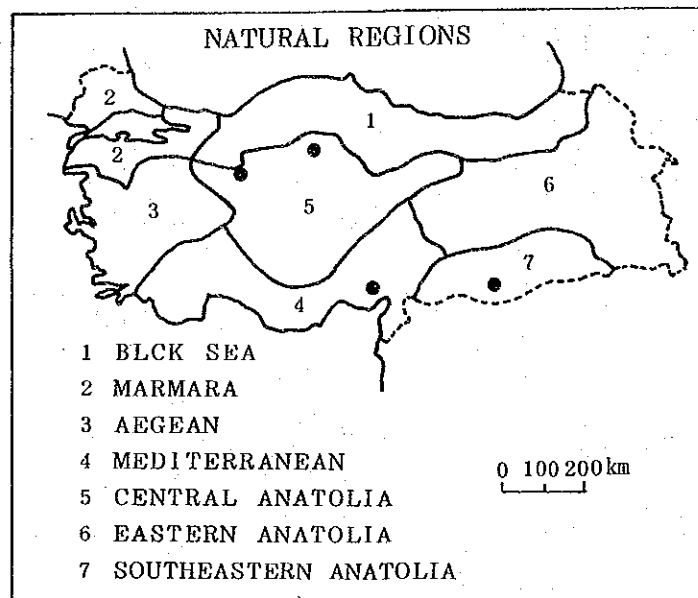 NATURAL REGIONS
2
1
2
6
3
5
7
4
1 BLCK SEA
2 MARMARA
3 AEGEAN
4 MEDITERRANEAN
0 100 200 km
5 CENTRAL ANATOLIA
6 EASTERN ANATOLIA
7 SOUTHEASTERN ANATOLIA